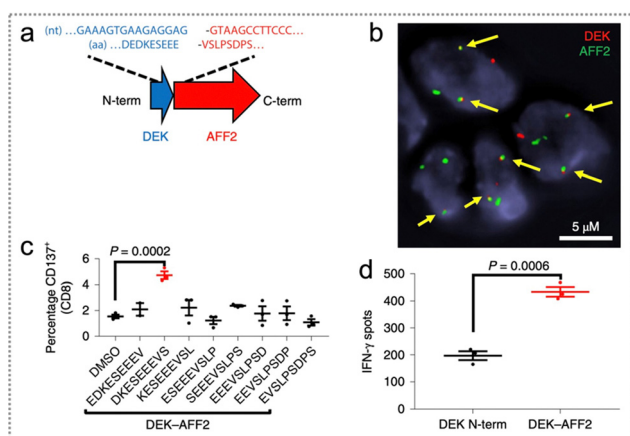 a
(nt) -GAAAGTGAAGAGGAG -GTAAGCCTTCCC...
(aa) ...DEDKESEEE -VSLPSDPS...
N-term
C-term
DEK AFF2
b
DEK
AFF2
5 µM
c
P = 0.0002
Percentage CD137+
(CD8)
6
4
2
0
DMSO
EDKESEEEV
DKESEEEVS
KESEEEVSL
ESEEEVSLP
SEEEVSLPS
EEEVSLPSD
EEVSLPSDP
EVSLPSDPS
DEK–AFF2
d
P = 0.0006
IFN-γ spots
500
400
300
200
100
0
DEK N-term DEK–AFF2